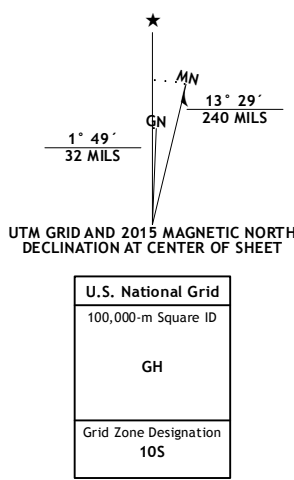 MN
GN
13° 29´
240 MILS
1° 49´
32 MILS
UTM GRID AND 2015 MAGNETIC NORTH
DECLINATION AT CENTER OF SHEET
U.S. National Grid
100,000-m Square ID
GH
Grid Zone Designation
10S